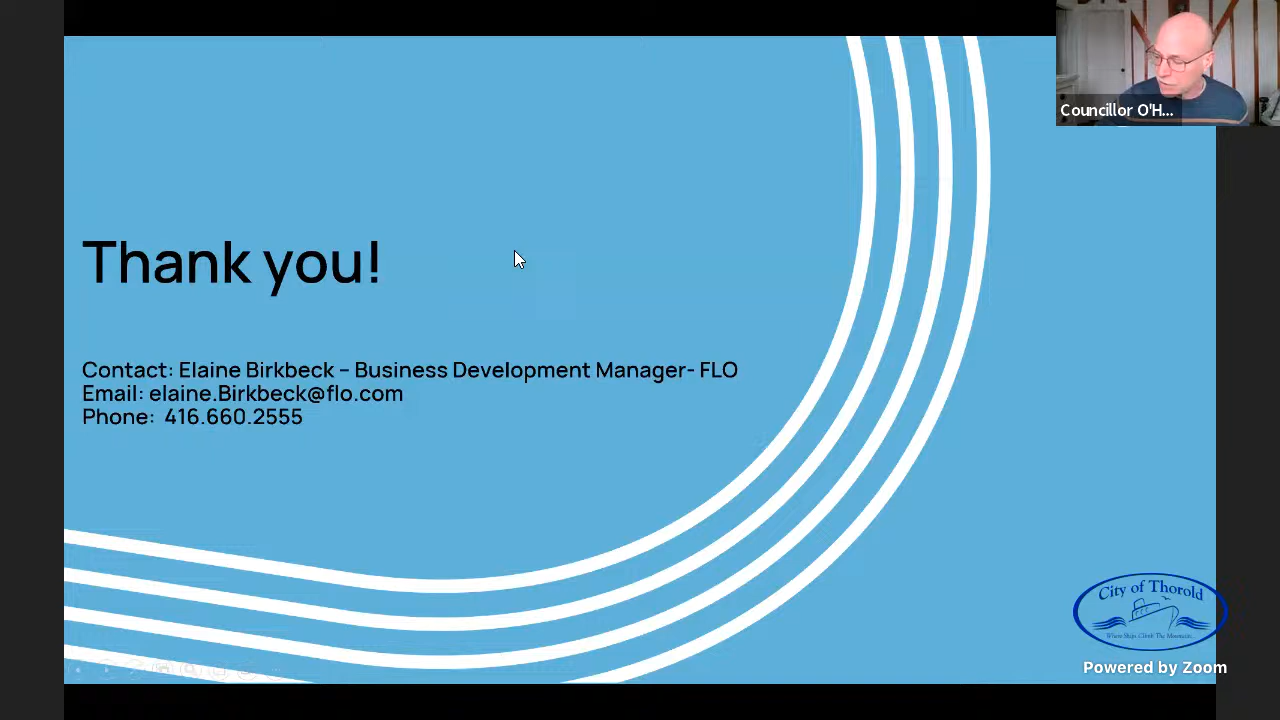 Councillor O'H...
Thank you!
Contact: Elaine Birkbeck – Business Development Manager- FLO
Email: elaine.Birkbeck@flo.com
Phone: 416.660.2555
City of Thorold
Where Ships Climb The Mountain...
Powered by Zoom